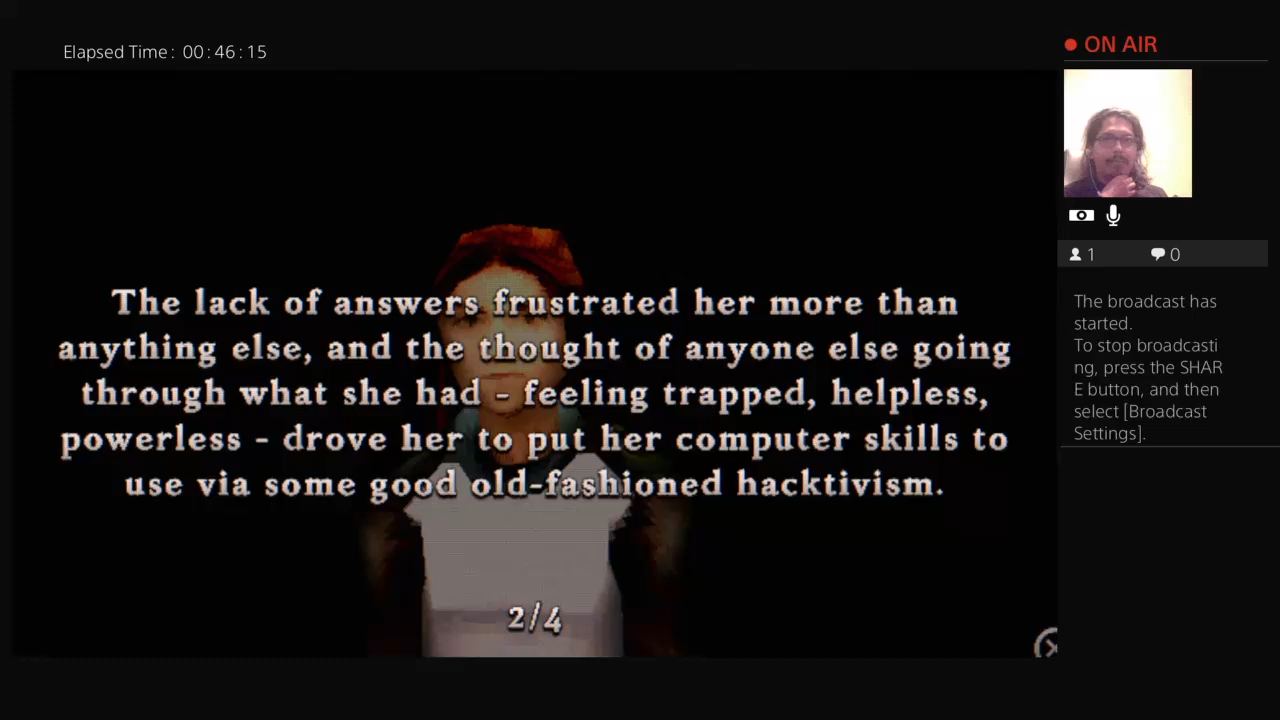 Elapsed Time: 00:46:15
ON AIR
1
0
The broadcast has
started.
To stop broadcasti
ng, press the SHAR
E button, and then
select [Broadcast
Settings].
The lack of answers frustrated her more than
anything else, and the thought of anyone else going
through what she had - feeling trapped, helpless,
powerless - drove her to put her computer skills to
use via some good old-fashioned hacktivism.
2/4